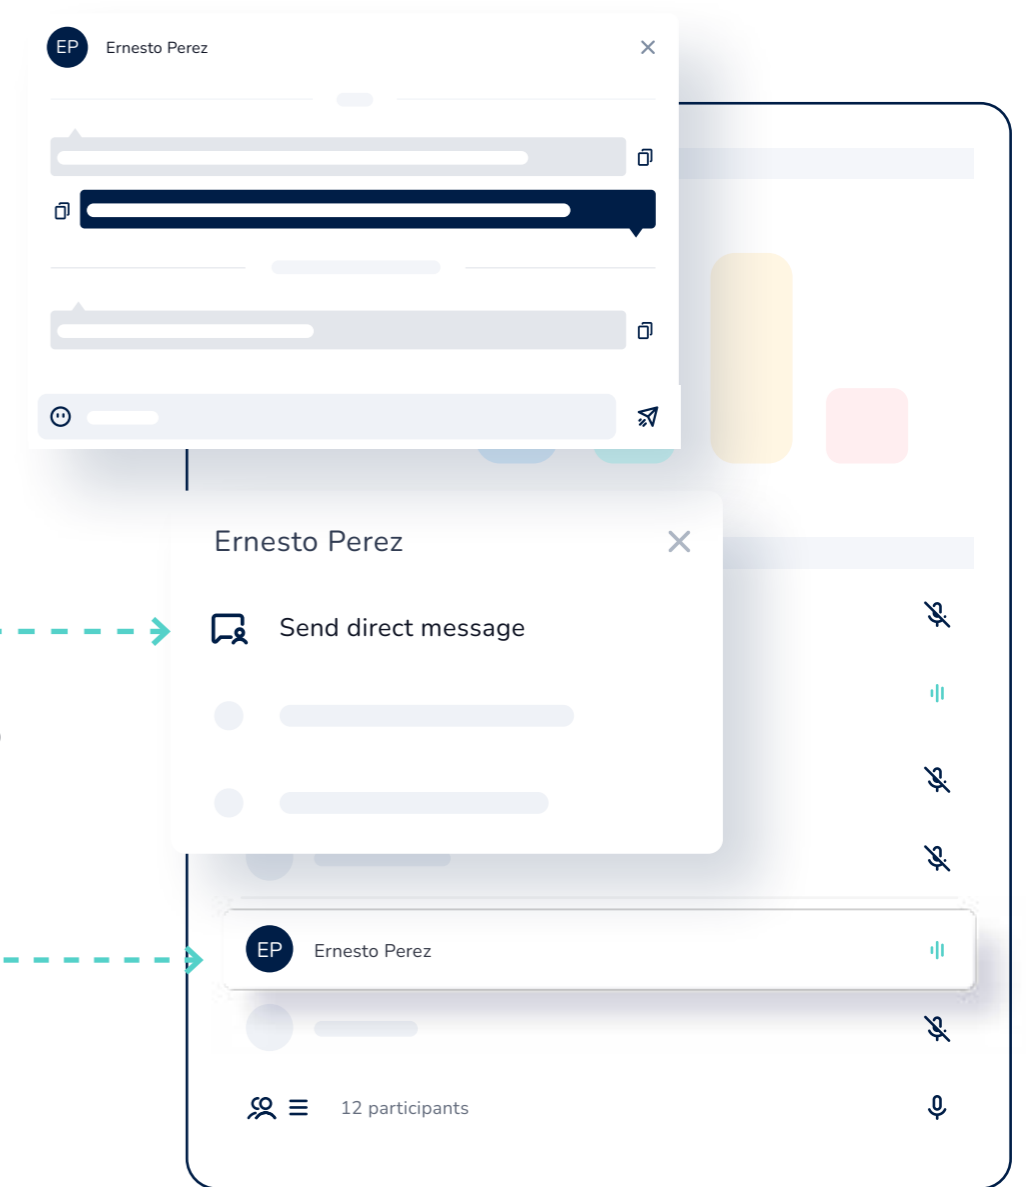 EP Ernesto Perez
Ernesto Perez
Send direct message
EP Ernesto Perez
12 participants